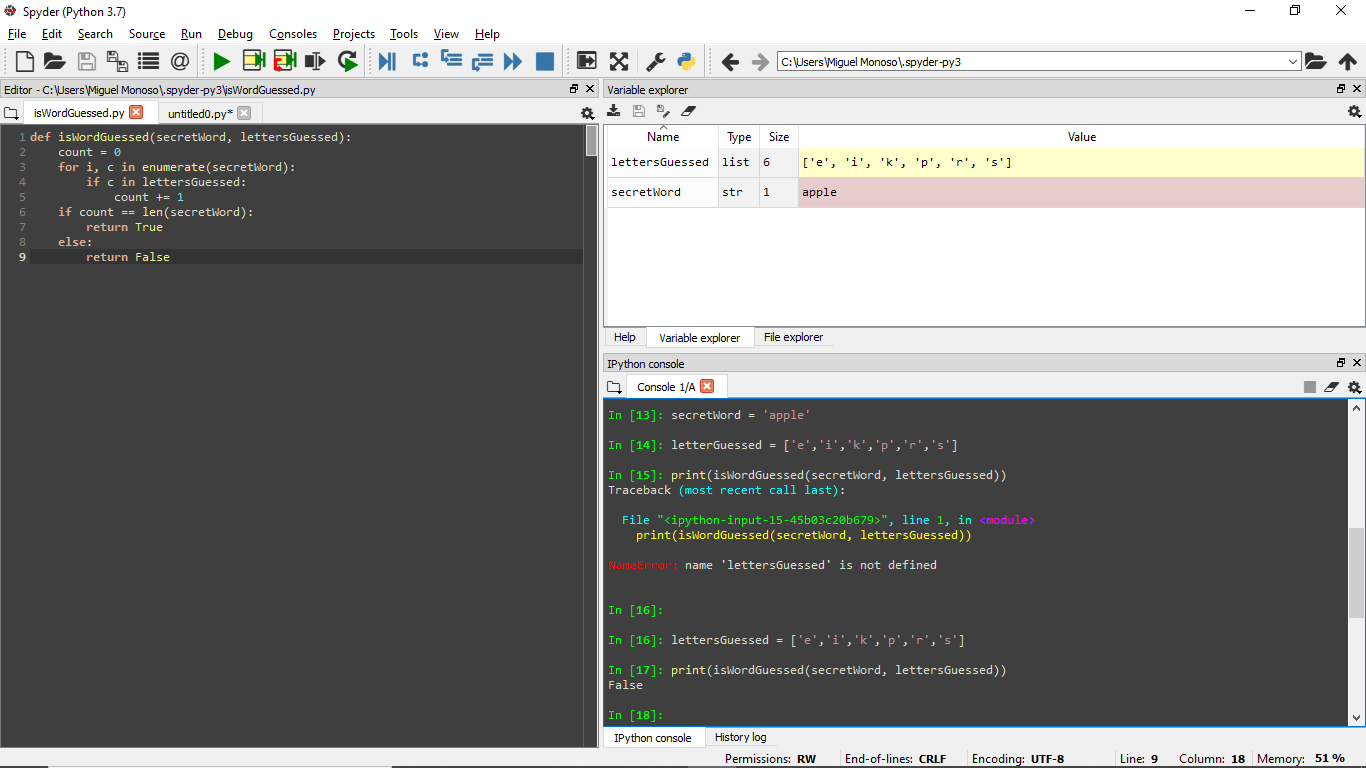 Spyder (Python 3.7)
File Edit Search Source Run Debug Consoles Projects Tools View Help
C:\Users\Miguel Monoso\.spyder-py3
Editor - C:\Users\Miguel Monoso\.spyder-py3\isWordGuessed.py
isWordGuessed.py untitled0.py*
1 def isWordGuessed(secretWord, lettersGuessed):
2     count = 0
3     for i, c in enumerate(secretWord):
4         if c in lettersGuessed:
5             count += 1
6     if count == len(secretWord):
7         return True
8     else:
9         return False
Variable explorer
Name Type Size Value
lettersGuessed list 6 ['e', 'i', 'k', 'p', 'r', 's']
secretWord str 1 apple
Help Variable explorer File explorer
IPython console
Console 1/A
In [13]: secretWord = 'apple'
In [14]: letterGuessed = ['e','i','k','p','r','s']
In [15]: print(isWordGuessed(secretWord, lettersGuessed))
Traceback (most recent call last):
  File "<ipython-input-15-45b03c20b679>", line 1, in <module>
    print(isWordGuessed(secretWord, lettersGuessed))
NameError: name 'lettersGuessed' is not defined
In [16]:
In [16]: lettersGuessed = ['e','i','k','p','r','s']
In [17]: print(isWordGuessed(secretWord, lettersGuessed))
False
In [18]:
IPython console History log
Permissions: RW End-of-lines: CRLF Encoding: UTF-8 Line: 9 Column: 18 Memory: 51 %